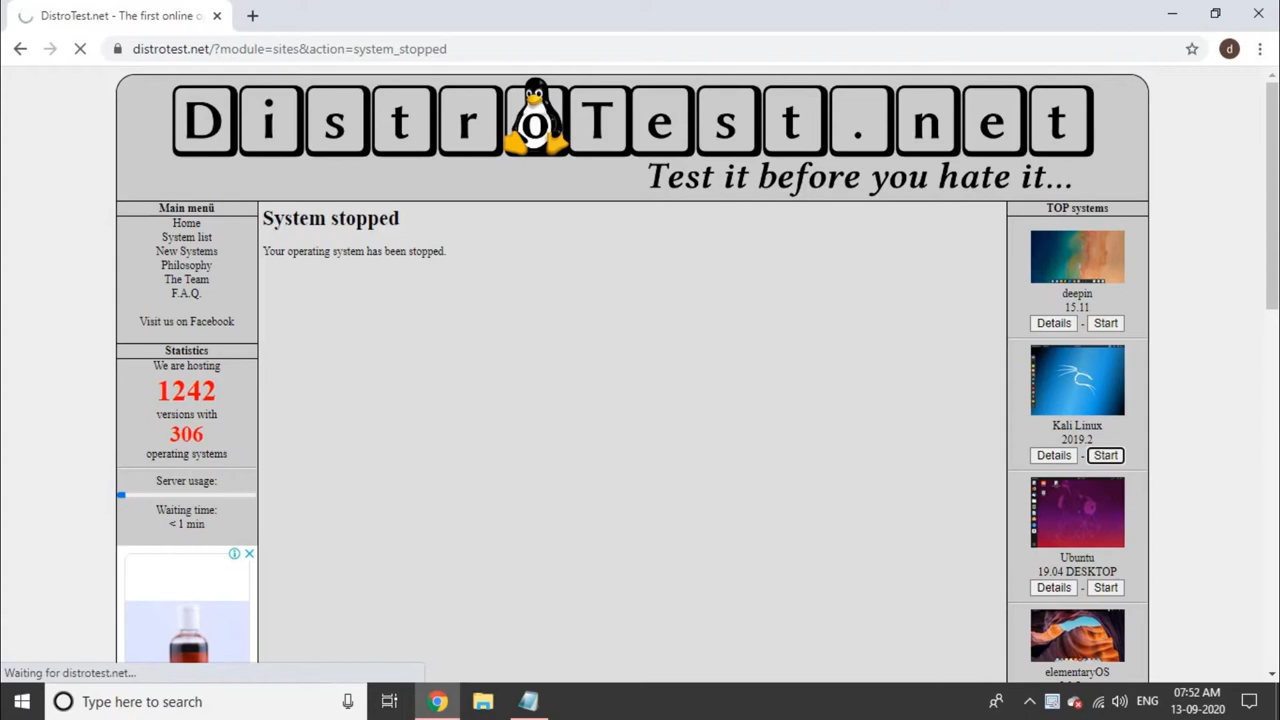 DistroTest.net - The first online o
distrotest.net/?module=sites&action=system_stopped
d
DistroTest.net
Test it before you hate it...
Main menü
Home
System list
New Systems
Philosophy
The Team
F.A.Q.
Visit us on Facebook
Statistics
We are hosting
1242
versions with
306
operating systems
Server usage:
Waiting time:
< 1 min
System stopped
Your operating system has been stopped.
TOP systems
deepin
15.11
Details - Start
Kali Linux
2019.2
Details - Start
Ubuntu
19.04 DESKTOP
Details - Start
elementaryOS
Waiting for distrotest.net...
Type here to search
ENG
07:52 AM
13-09-2020